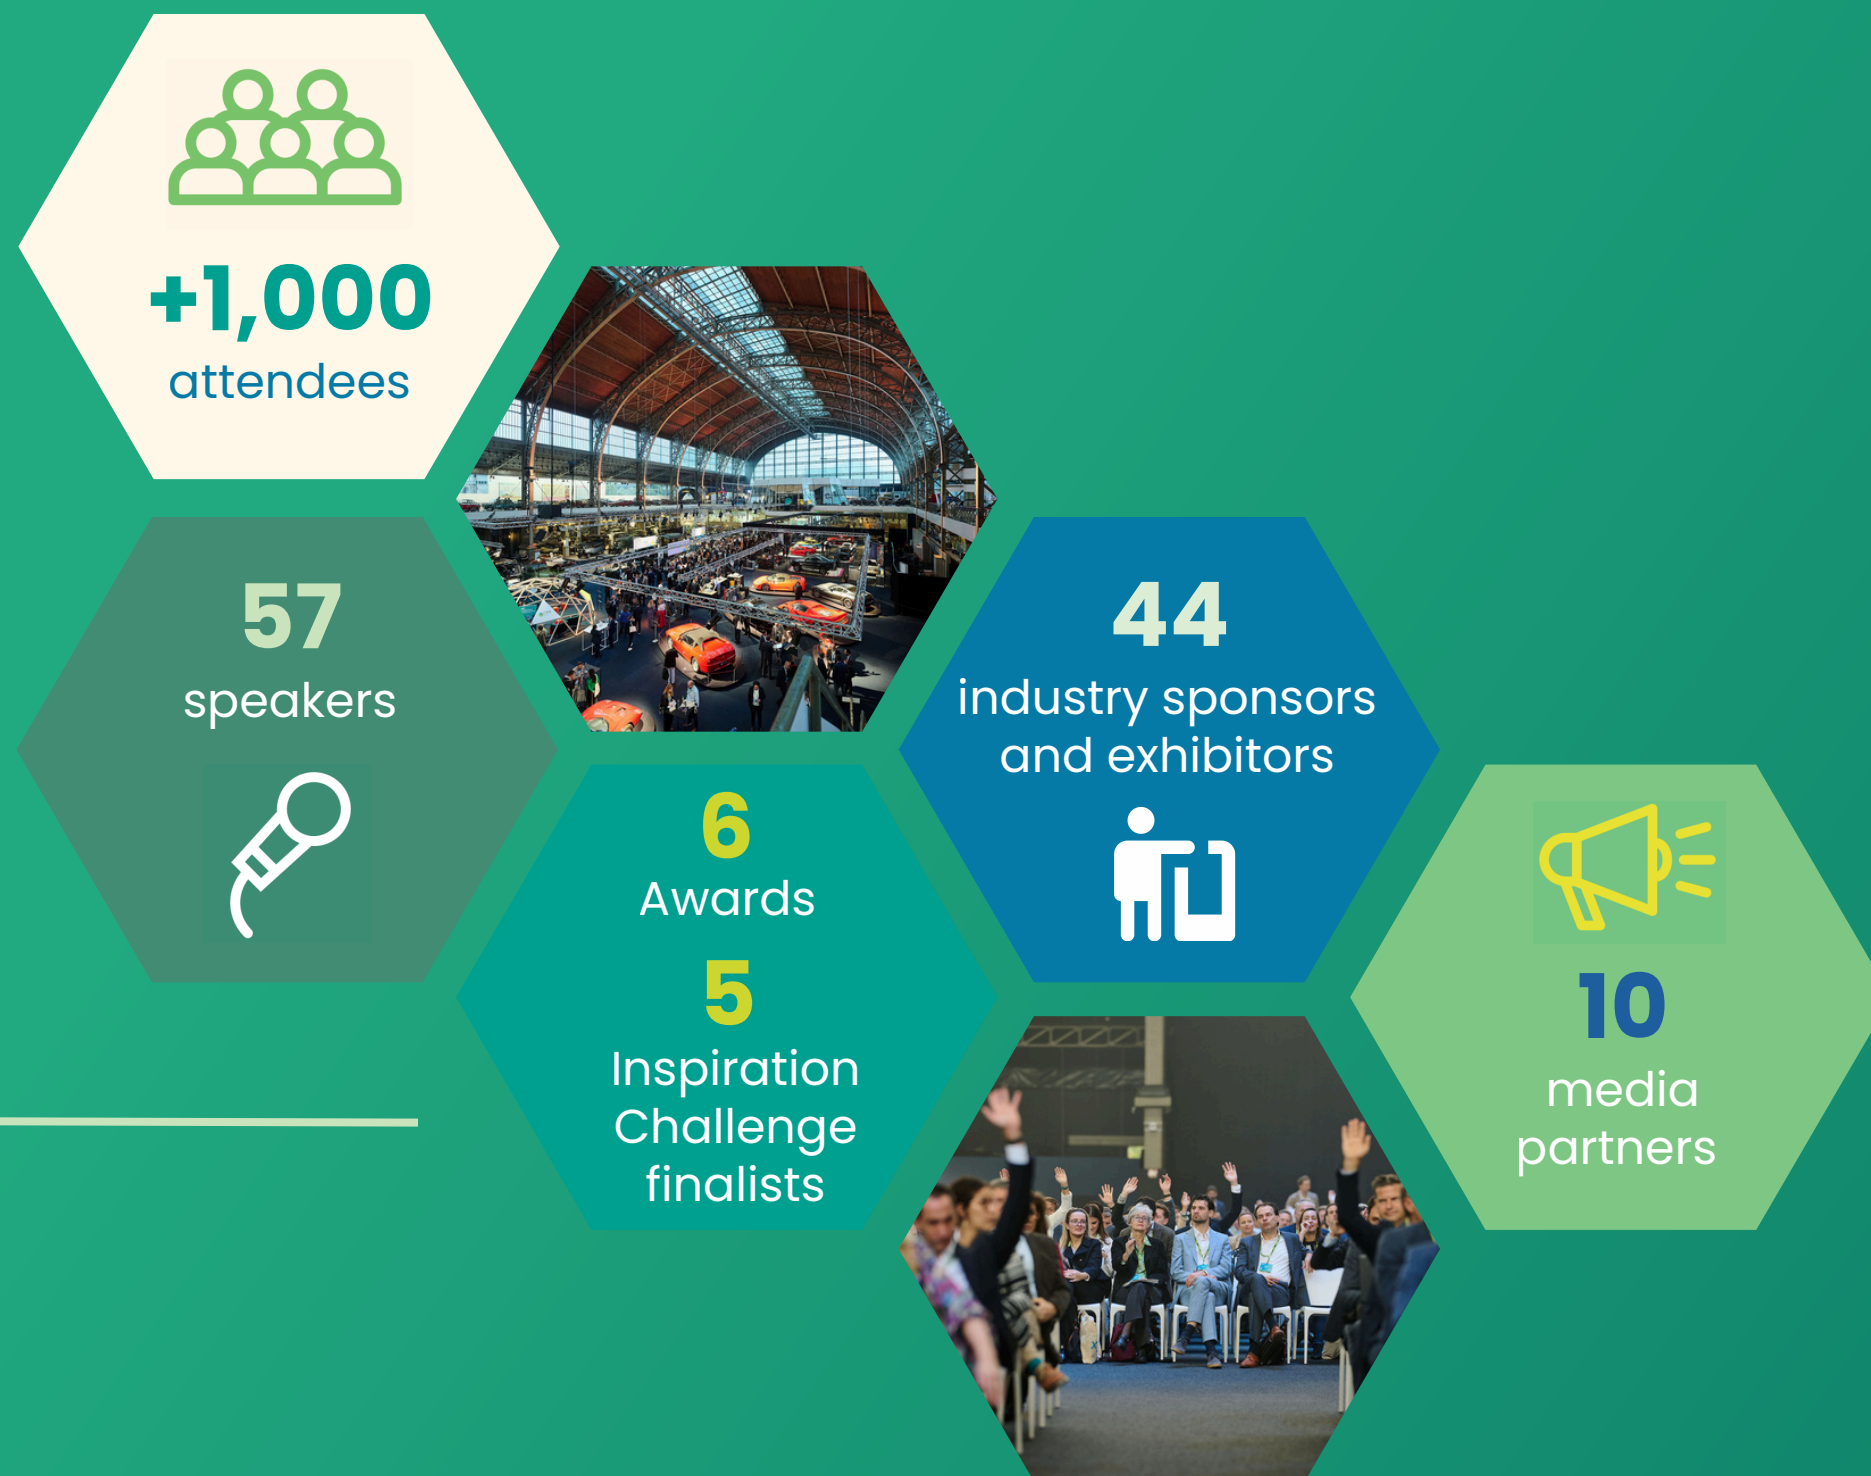 +1,000
attendees
57
speakers
44
industry sponsors
and exhibitors
6
Awards
5
Inspiration
Challenge
finalists
10
media
partners